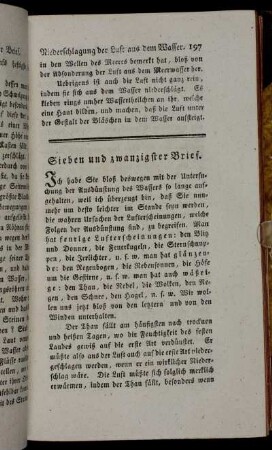 Niederschlagung der Luft aus dem Wasser. 197
in den Wellen des Meeres bemerkt hat, bloß von
der Absonderung der Luft aus dem Meerwasser her.
Uebrigens ist auch die Luft nicht ganz rein,
indem sie sich aus dem Wasser niederschlägt. Es
kleben rings umher Wassertheilchen an ihr, welche
eine Haut bilden, und machen, daß die Luft unter
der Gestalt der Bläschen in dem Wasser aufsteigt.
Sieben und zwanzigster Brief.
Ich habe Sie bloß deswegen mit der Untersu-
chung der Ausdünstung des Wassers so lange aufge-
gehalten, weil ich überzeugt bin, daß Sie nun-
mehr um desto leichter im Stande seyn werden,
die wahren Ursachen der Lufterscheinungen, welche
Folgen der Ausdünstung sind, zu begreifen. Man
hat feurige Lufterscheinungen: den Blitz
und Donner, die Feuerkugeln, die Sternschnup-
pen, die Irrlichter, u. s. w. man hat glänzen-
de: den Regenbogen, die Nebensonnen, die Höfe
um die Gestirne, u. s. w. man hat auch wäßri-
ge: den Thau, die Nebel, die Wolken, den Re-
gen, den Schnee, den Hagel, u. s. w. Wir wol-
len uns jetzt bloß von den letztern und von den
Winden unterhalten.
Der Thau fällt am häufigsten nach trocknen
und heißen Tagen, wo die Feuchtigkeit des festen
Landes gewiß auf die erste Art verdünstet. Er
müßte also aus der Luft auch auf die erste Art nieder-
geschlagen werden, wenn er ein wirklicher Nieder-
schlag wäre. Die Luft müßte sich folglich merklich
erwärmen, indem der Thau fällt, besonders wenn